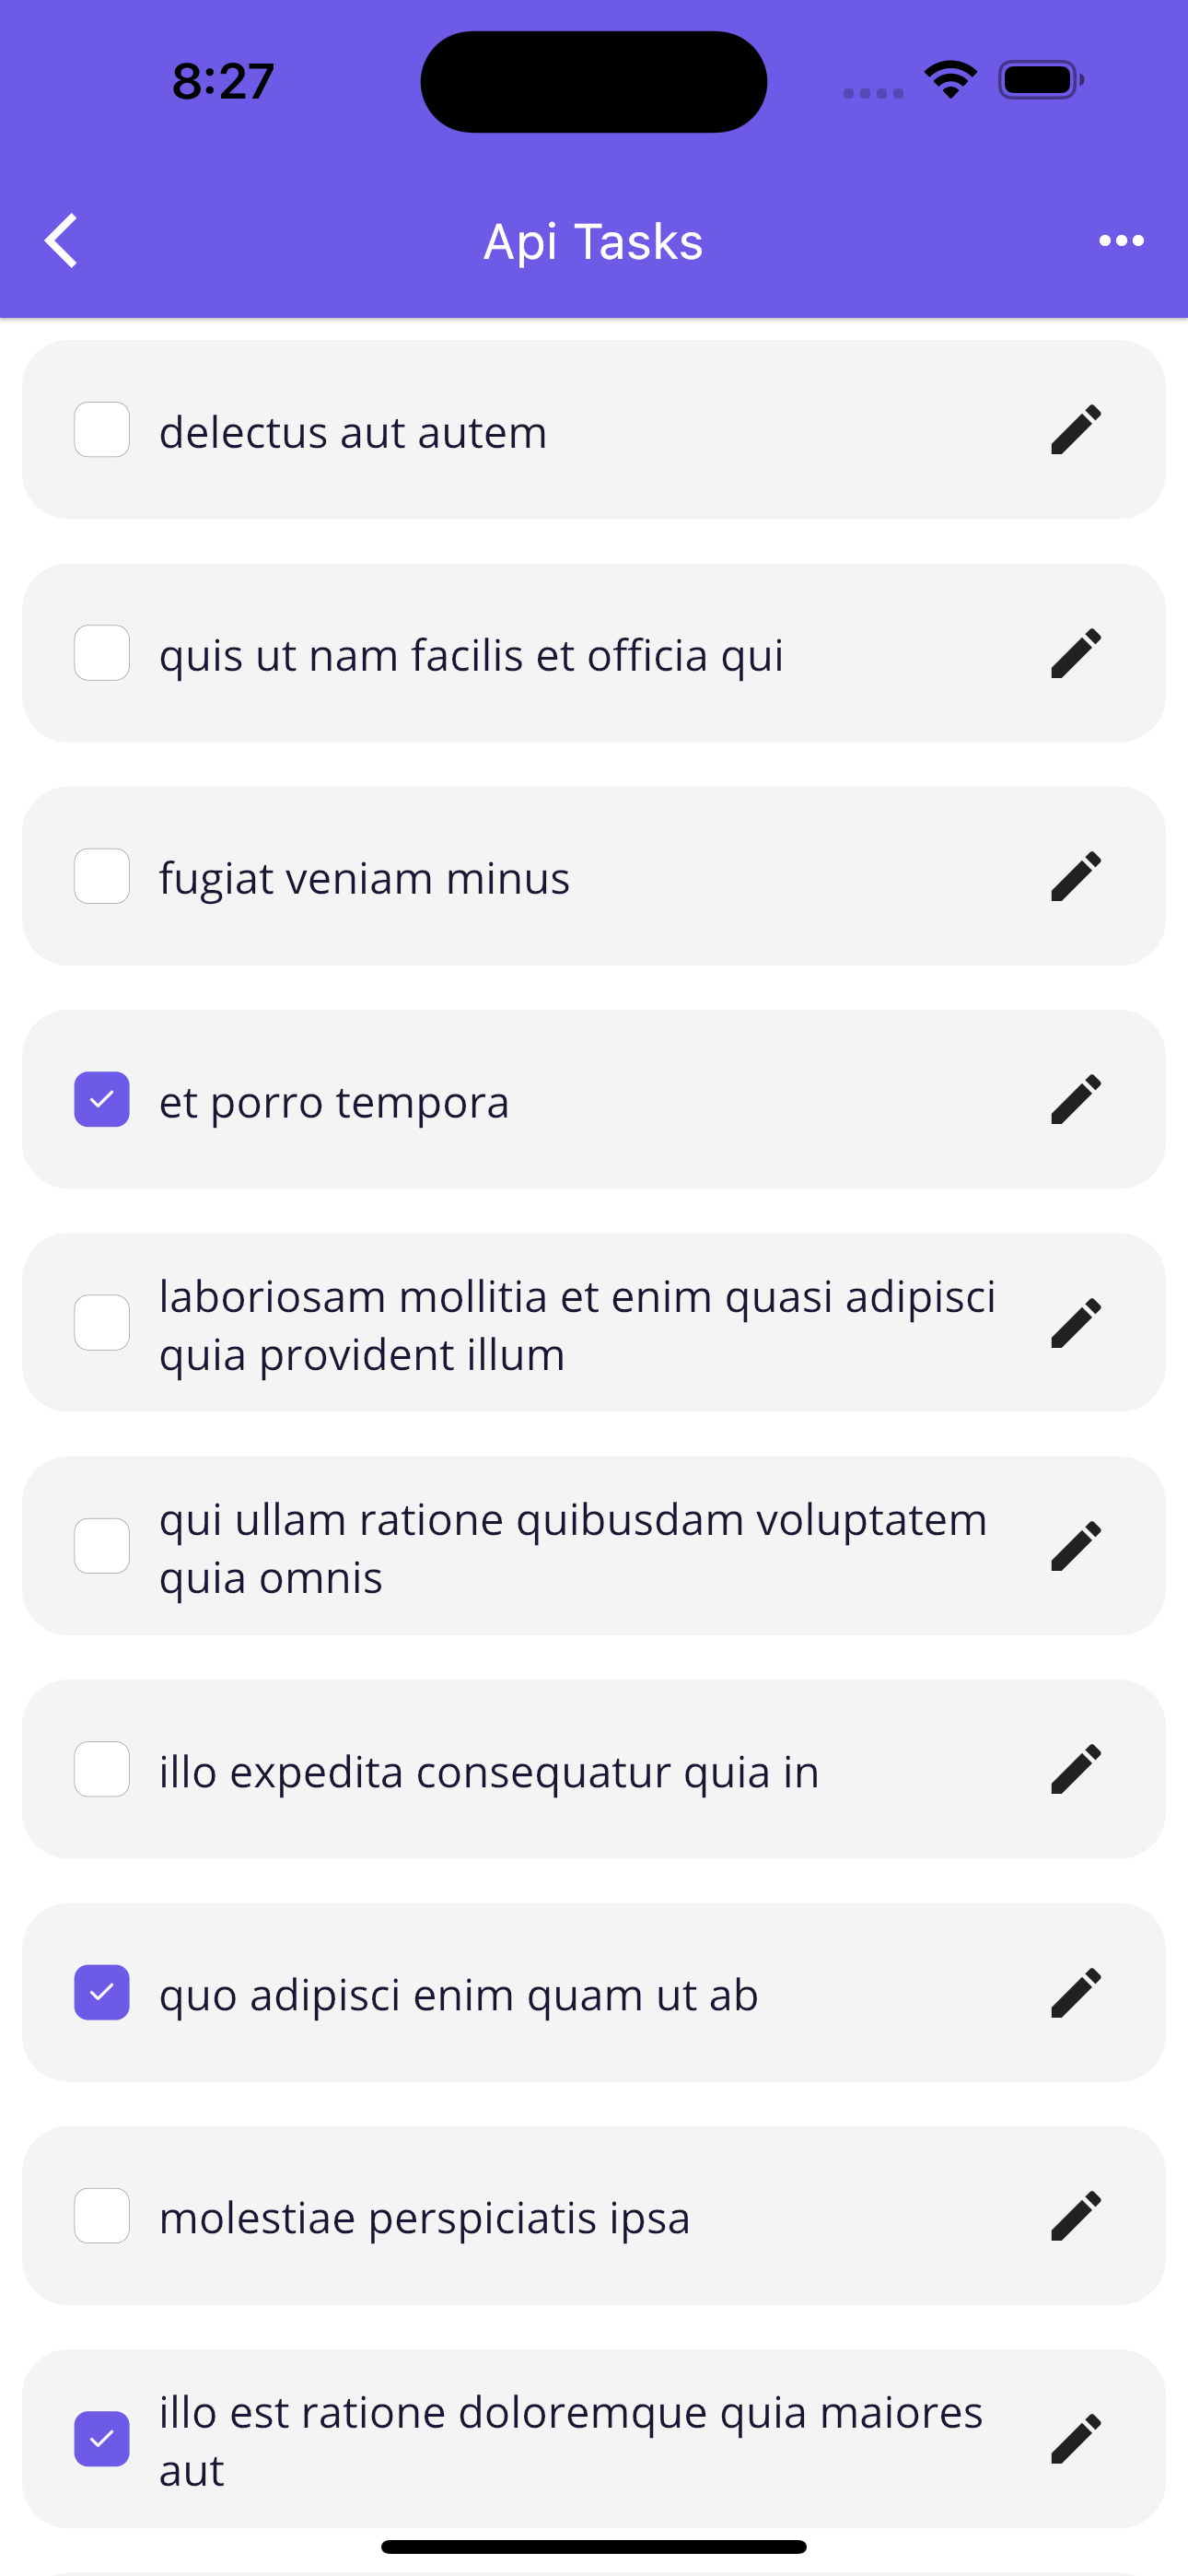 8:27
Api Tasks
delectus aut autem
quis ut nam facilis et officia qui
fugiat veniam minus
et porro tempora
laboriosam mollitia et enim quasi adipisci
quia provident illum
qui ullam ratione quibusdam voluptatem
quia omnis
illo expedita consequatur quia in
quo adipisci enim quam ut ab
molestiae perspiciatis ipsa
illo est ratione doloremque quia maiores
aut